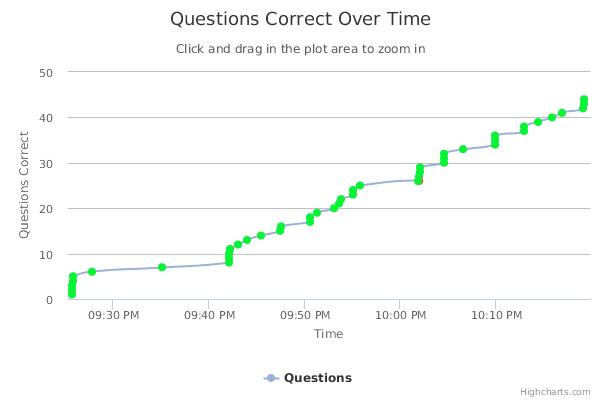 Questions Correct Over Time
Click and drag in the plot area to zoom in
Questions Correct
50
40
30
20
10
0
09:30 PM 09:40 PM 09:50 PM 10:00 PM 10:10 PM
Time
Questions
Highcharts.com